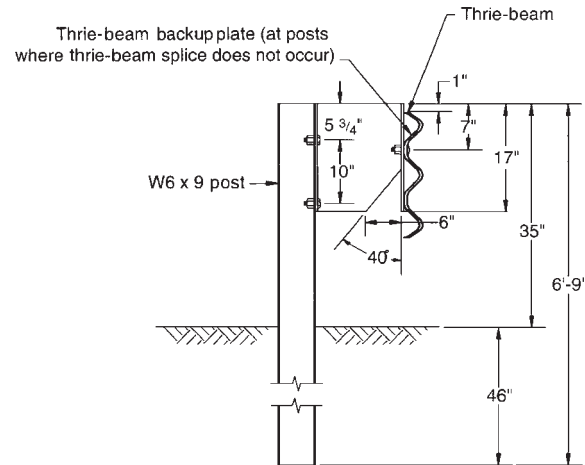 Thrie-beam
Thrie-beam backup plate (at posts
where thrie-beam splice does not occur)
1"
5 3/4"
7"
10"
17"
W6 x 9 post
6"
35"
40°
6'-9"
46"